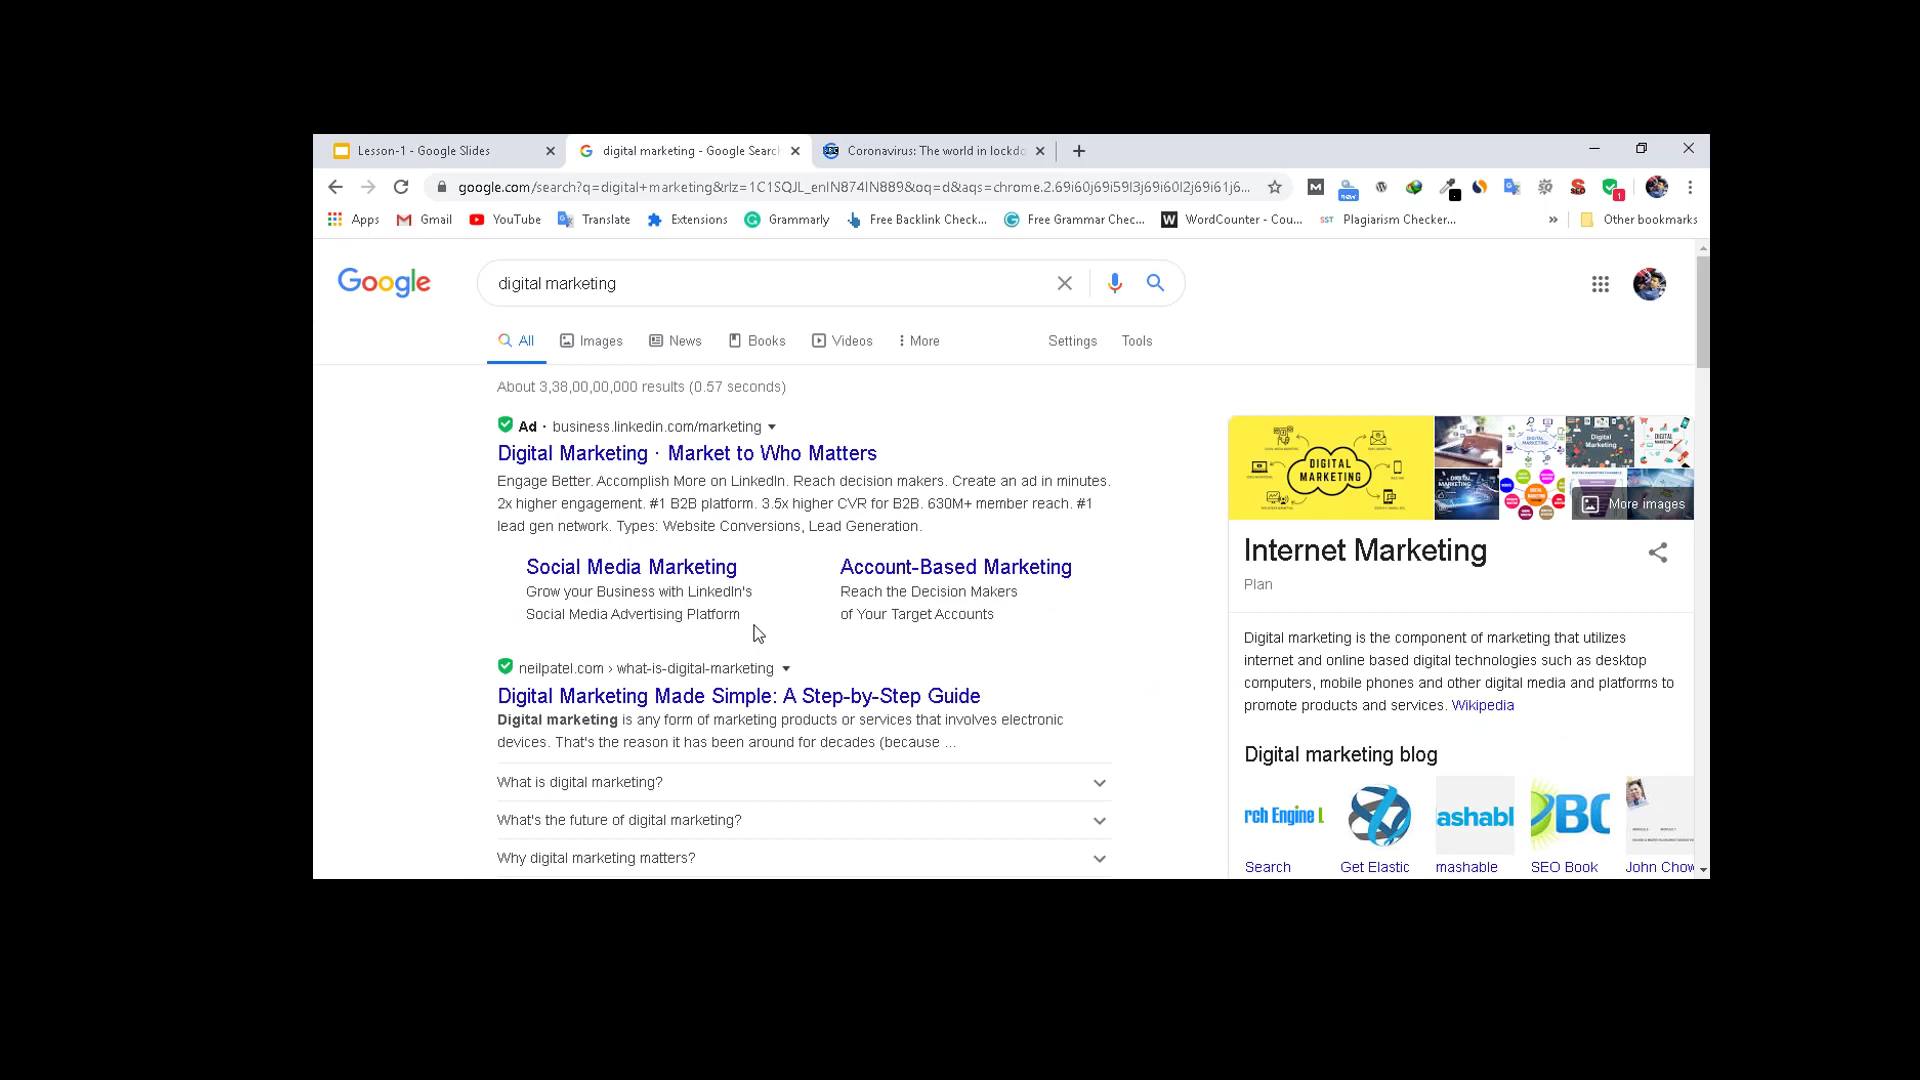 Lesson-1 - Google Slides
digital marketing - Google Searc
Coronavirus: The world in lockdo
google.com/search?q=digital+marketing&rlz=1C1SQJL_enIN874IN889&oq=d&aqs=chrome.2.69i60j69i59l3j69i60l2j69i61j6...
Apps Gmail YouTube Translate Extensions Grammarly Free Backlink Check... Free Grammar Chec... WordCounter - Cou... Plagiarism Checker... » Other bookmarks
Google
digital marketing
All Images News Books Videos More Settings Tools
About 3,38,00,00,000 results (0.57 seconds)
Ad · business.linkedin.com/marketing
Digital Marketing · Market to Who Matters
Engage Better. Accomplish More on LinkedIn. Reach decision makers. Create an ad in minutes.
2x higher engagement. #1 B2B platform. 3.5x higher CVR for B2B. 630M+ member reach. #1
lead gen network. Types: Website Conversions, Lead Generation.
Social Media Marketing
Grow your Business with LinkedIn's
Social Media Advertising Platform
Account-Based Marketing
Reach the Decision Makers
of Your Target Accounts
neilpatel.com › what-is-digital-marketing
Digital Marketing Made Simple: A Step-by-Step Guide
Digital marketing is any form of marketing products or services that involves electronic
devices. That's the reason it has been around for decades (because ...
What is digital marketing?
What's the future of digital marketing?
Why digital marketing matters?
DIGITAL
MARKETING
More images
Internet Marketing
Plan
Digital marketing is the component of marketing that utilizes
internet and online based digital technologies such as desktop
computers, mobile phones and other digital media and platforms to
promote products and services. Wikipedia
Digital marketing blog
rch Engine L
ashabl
BC
Search Get Elastic mashable SEO Book John Chow